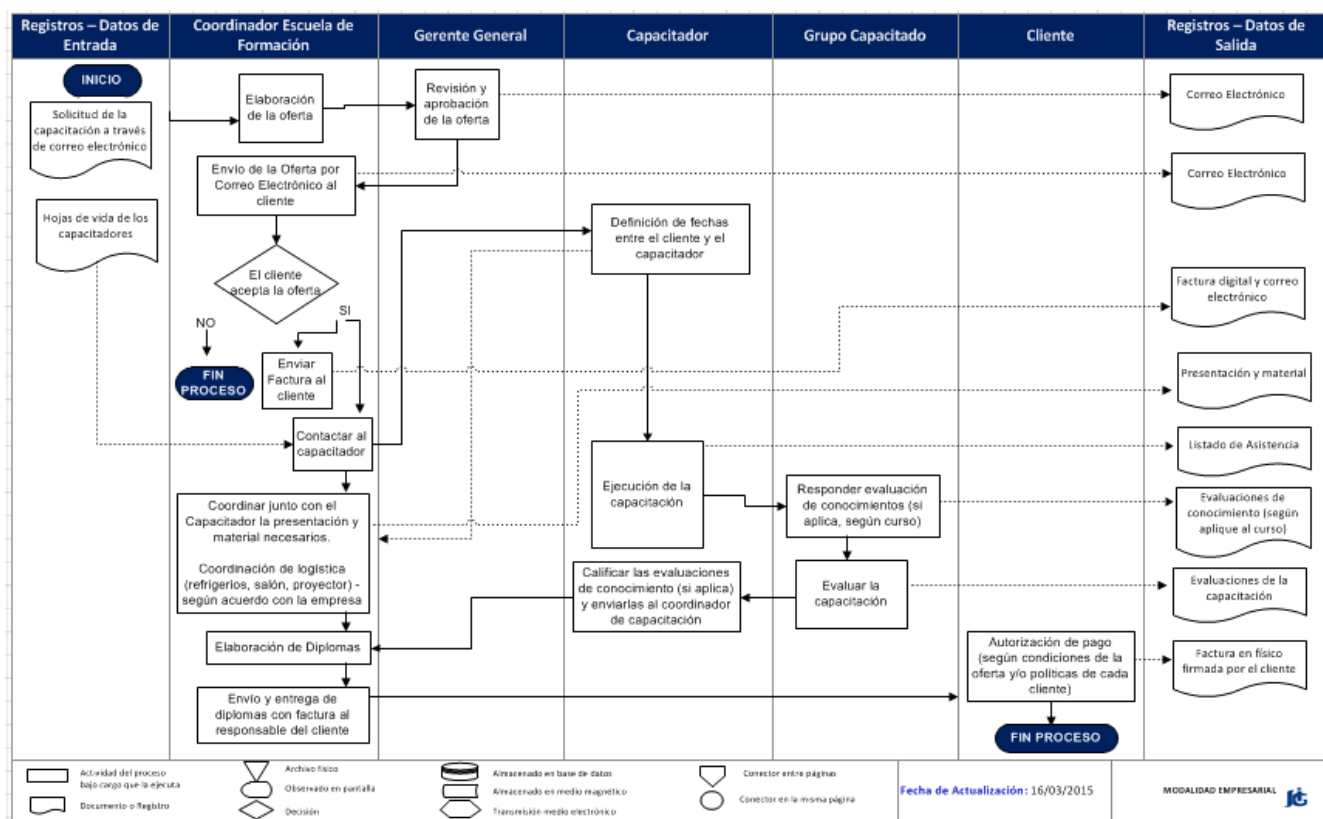 Registros – Datos de
Entrada
Coordinador Escuela de
Formación
Gerente General
Capacitador
Grupo Capacitado
Cliente
Registros – Datos de
Salida
INICIO
Solicitud de la
capacitación a través
de correo electrónico
Elaboración
de la oferta
Revisión y
aprobación
de la oferta
Correo Electrónico
Envío de la Oferta por
Correo Electrónico al
cliente
Correo Electrónico
Hojas de vida de los
capacitadores
Definición de fechas
entre el cliente y el
capacitador
El cliente
acepta la oferta
Factura digital y correo
electrónico
NO
SI
FIN
PROCESO
Enviar
Factura al
cliente
Presentación y material
Contactar al
capacitador
Listado de Asistencia
Ejecución de la
capacitación
Responder evaluación
de conocimientos (si
aplica, según curso)
Evaluaciones de
conocimiento (según
aplique al curso)
Coordinar junto con el
Capacitador la presentación y
material necesarios.
Coordinación de logística
(refrigerios, salón, proyector) -
según acuerdo con la empresa
Calificar las evaluaciones
de conocimiento (si aplica)
y enviarlas al coordinador
de capacitación
Evaluar la
capacitación
Evaluaciones de la
capacitación
Elaboración de Diplomas
Autorización de pago
(según condiciones de la
oferta y/o políticas de cada
cliente)
Factura en físico
firmada por el cliente
Envío y entrega de
diplomas con factura al
responsable del cliente
FIN PROCESO
Actividad del proceso
bajo cargo que la ejecuta
Documento o Registro
Archivo físico
Observado en pantalla
Decisión
Almacenado en base de datos
Almacenado en medio magnético
Transmisión medio electrónico
Conector entre páginas
Conector en la misma página
Fecha de Actualización: 16/03/2015
MODALIDAD EMPRESARIAL